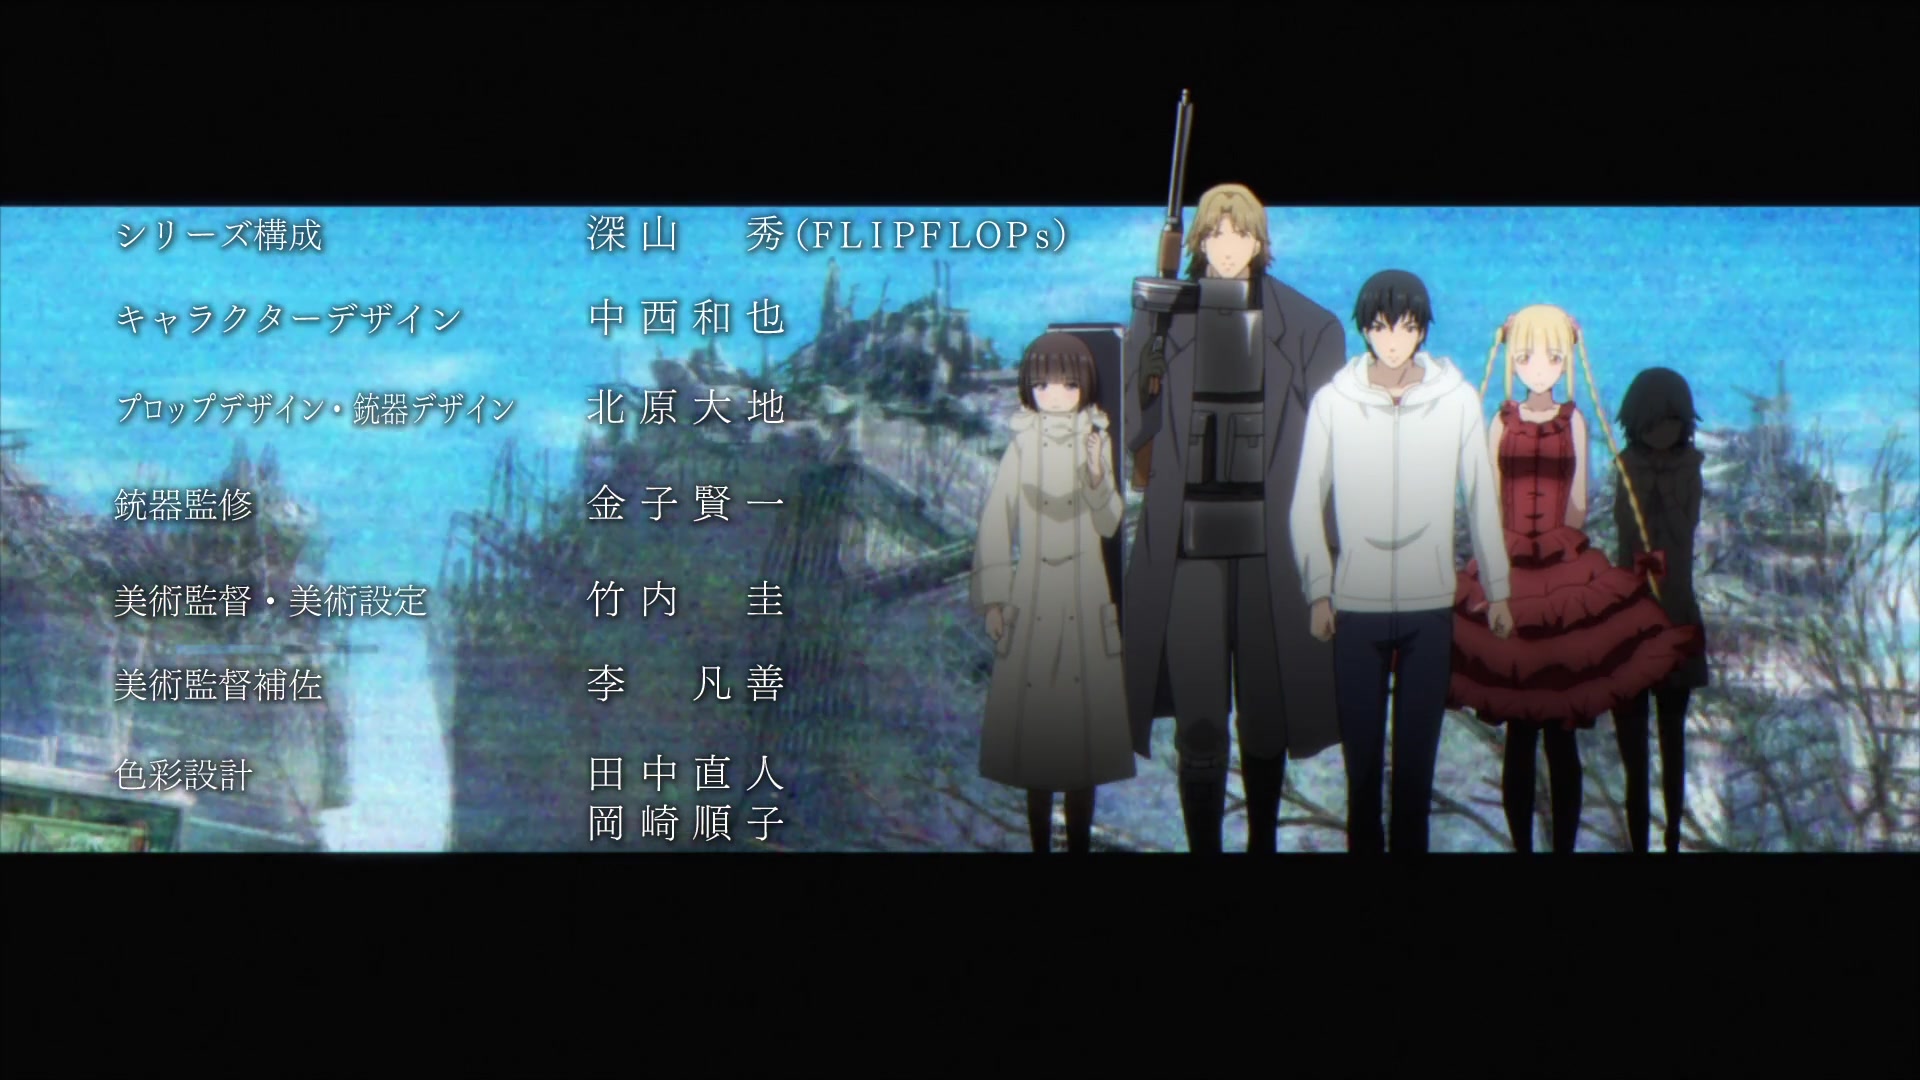 シリーズ構成 深山 秀(FLIPFLOPs)
キャラクターデザイン 中西和也
プロップデザイン・銃器デザイン 北原大地
銃器監修 金子賢一
美術監督・美術設定 竹内 圭
美術監督補佐 李 凡善
色彩設計 田中直人
岡崎順子